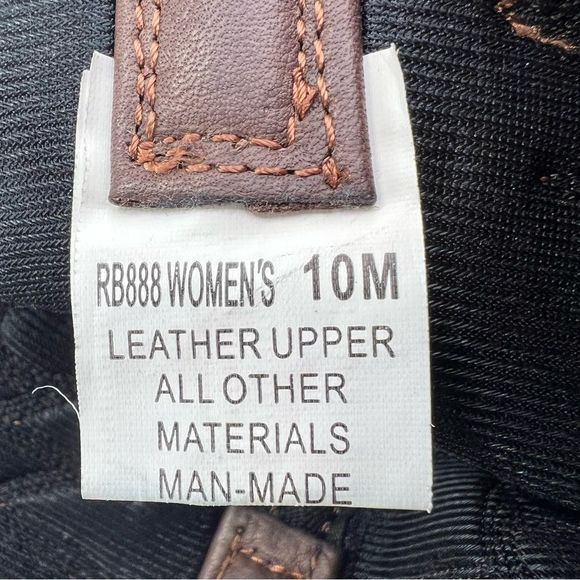 RB888 WOMEN'S 10M
LEATHER UPPER
ALL OTHER
MATERIALS
MAN-MADE